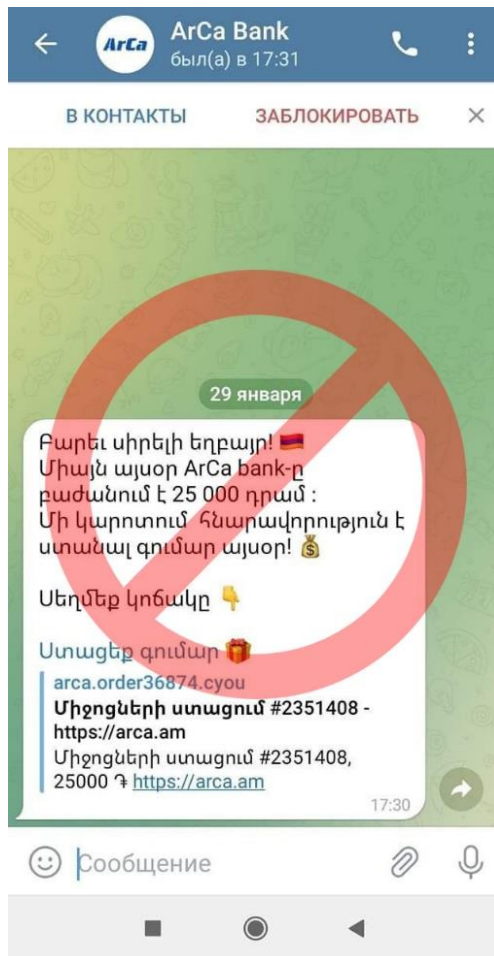 ArCa
ArCa Bank
был(а) в 17:31
В КОНТАКТЫ
ЗАБЛОКИРОВАТЬ
29 января
Բարեւ սիրելի եղբայր! 🇦🇲
Միայն այսօր ArCa bank-ը
բաժանում է 25 000 դրամ :
Մի կարոտում հնարավորություն է
ստանալ գումար այսօր! 💰
Սեղմեք կոճակը 👇
Ստացեք գումար 🎁
arca.order36874.cyou
Միջոցների ստացում #2351408 -
https://arca.am
Միջոցների ստացում #2351408,
25000 ֏ https://arca.am
17:30
Сообщение